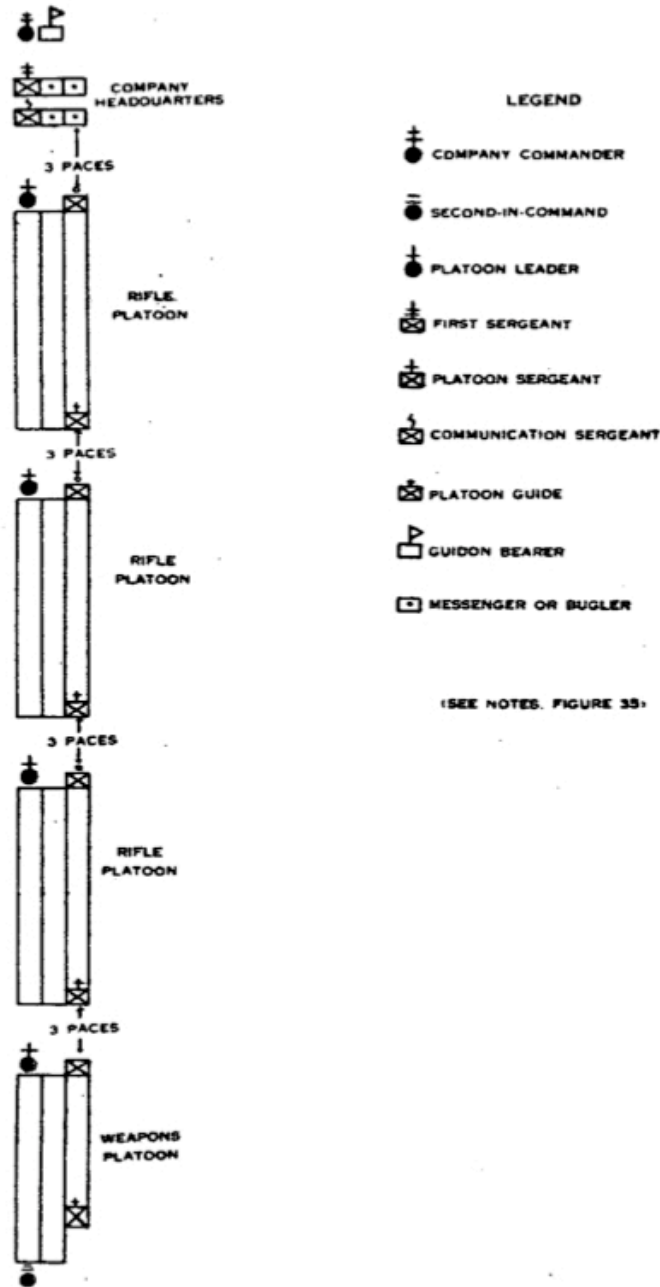 COMPANY
HEADQUARTERS
3 PACES
RIFLE
PLATOON
3 PACES
RIFLE
PLATOON
3 PACES
RIFLE
PLATOON
3 PACES
WEAPONS
PLATOON
LEGEND
COMPANY COMMANDER
SECOND-IN-COMMAND
PLATOON LEADER
FIRST SERGEANT
PLATOON SERGEANT
COMMUNICATION SERGEANT
PLATOON GUIDE
GUIDON BEARER
MESSENGER OR BUGLER
(SEE NOTES, FIGURE 35)